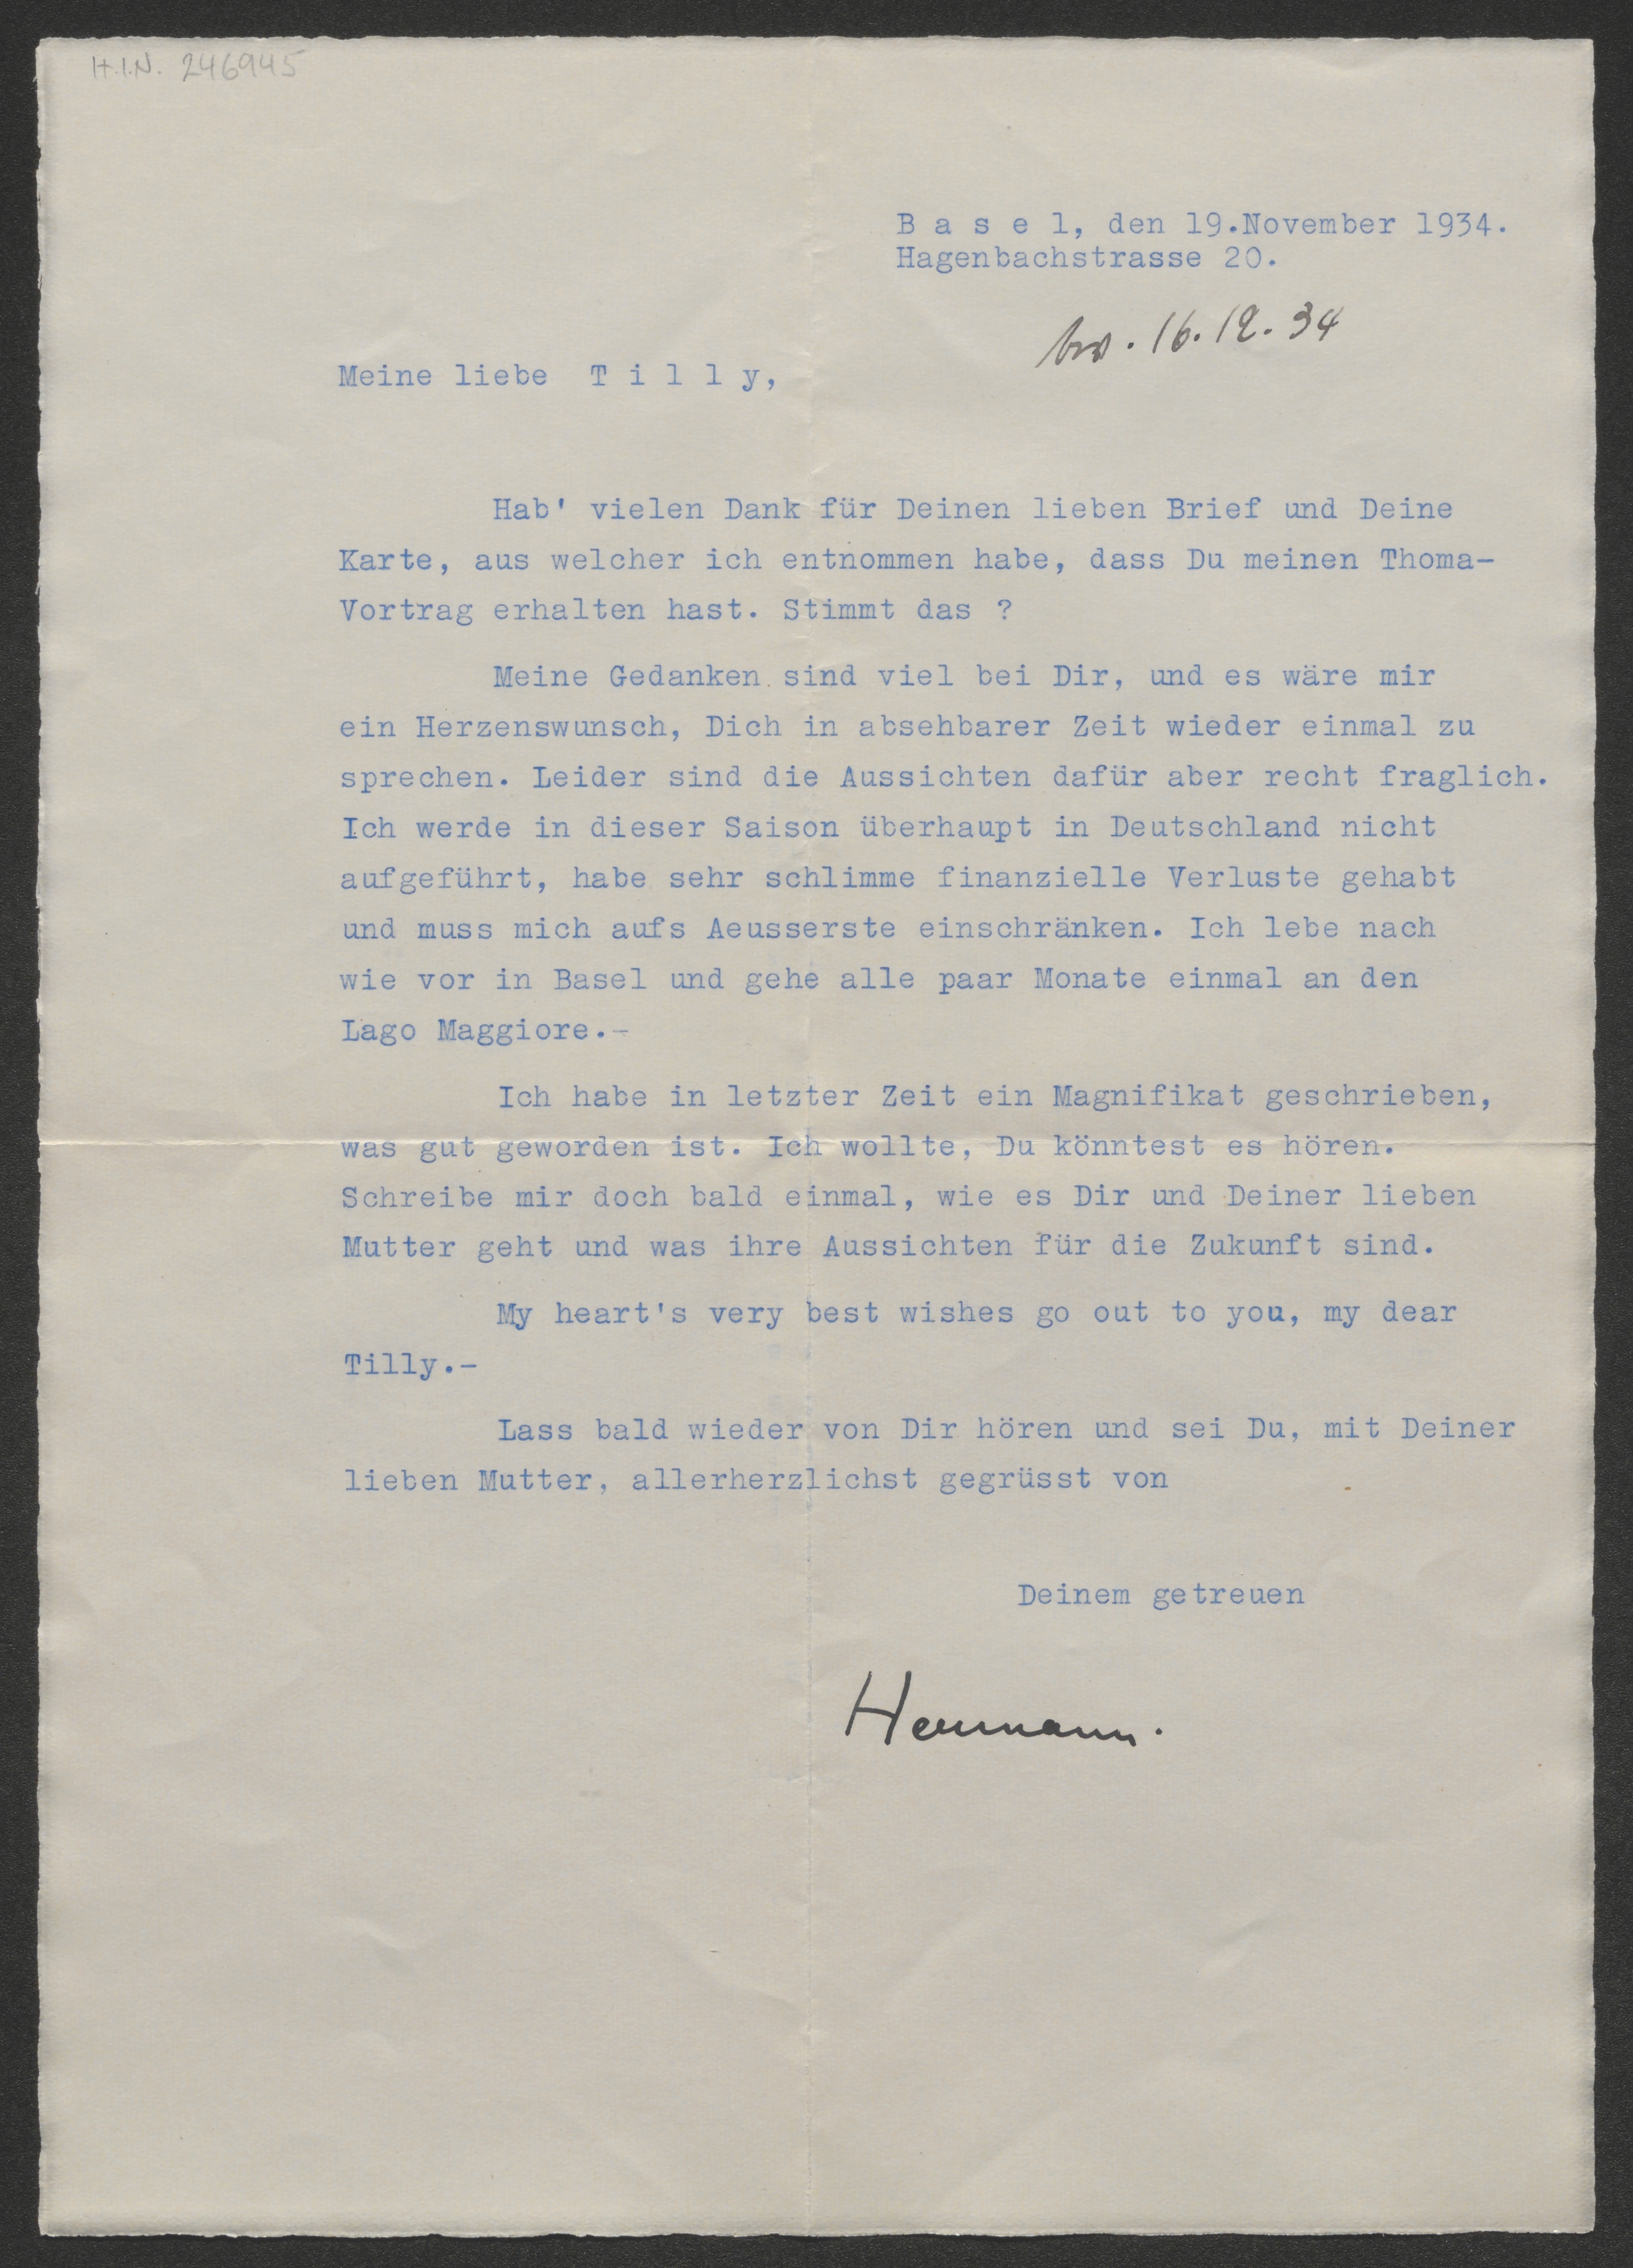 H.I.N. 246945
B a s e l, den 19.November 1934.
Hagenbachstrasse 20.
16.12.34
Meine liebe T i l l y,
Hab' vielen Dank für Deinen lieben Brief und Deine
Karte, aus welcher ich entnommen habe, dass Du meinen Thoma-
Vortrag erhalten hast. Stimmt das ?
Meine Gedanken sind viel bei Dir, und es wäre mir
ein Herzenswunsch, Dich in absehbarer Zeit wieder einmal zu
sprechen. Leider sind die Aussichten dafür aber recht fraglich.
Ich werde in dieser Saison überhaupt in Deutschland nicht
aufgeführt, habe sehr schlimme finanzielle Verluste gehabt
und muss mich aufs Aeusserste einschränken. Ich lebe nach
wie vor in Basel und gehe alle paar Monate einmal an den
Lago Maggiore.-
Ich habe in letzter Zeit ein Magnifikat geschrieben,
was gut geworden ist. Ich wollte, Du könntest es hören.
Schreibe mir doch bald einmal, wie es Dir und Deiner lieben
Mutter geht und was ihre Aussichten für die Zukunft sind.
My heart's very best wishes go out to you, my dear
Tilly.-
Lass bald wieder von Dir hören und sei Du, mit Deiner
lieben Mutter, allerherzlichst gegrüsst von
Deinem getreuen
Hermann.